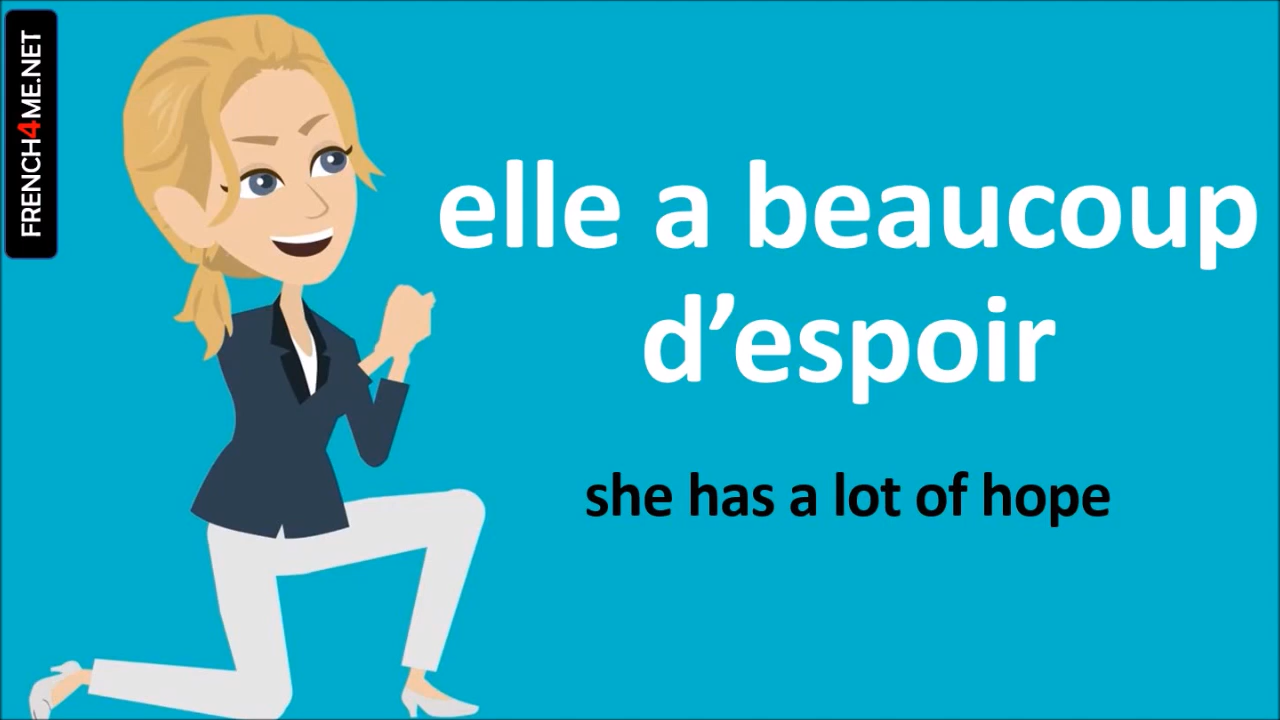 FRENCH4ME.NET
elle a beaucoup
d’espoir
she has a lot of hope